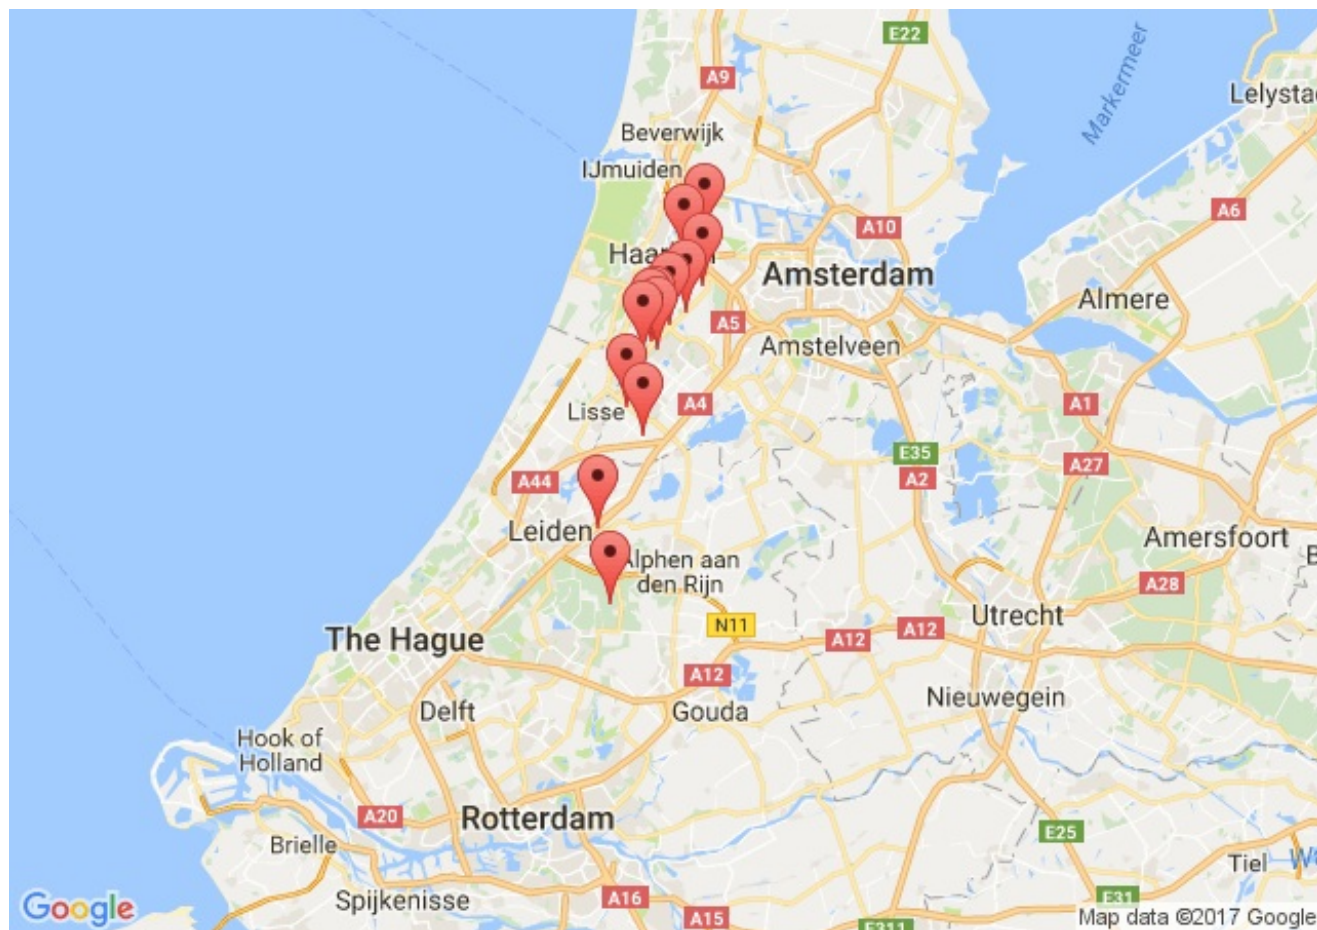 E22
A9
Markermeer
Beverwijk
IJmuiden
A6
A10
Amsterdam
Almere
A5
Amstelveen
A4
A1
Lisse
E35
A27
A44
A2
Leiden
Amersfoort
Alphen aan
den Rijn
A28
Utrecht
N11
A12
A12
The Hague
A12
Nieuwegein
Delft
Gouda
Hook of
Holland
A20
Rotterdam
E25
Brielle
Tiel
Spijkenisse
A16
E31
A15
E311
Google
Map data ©2017 Google